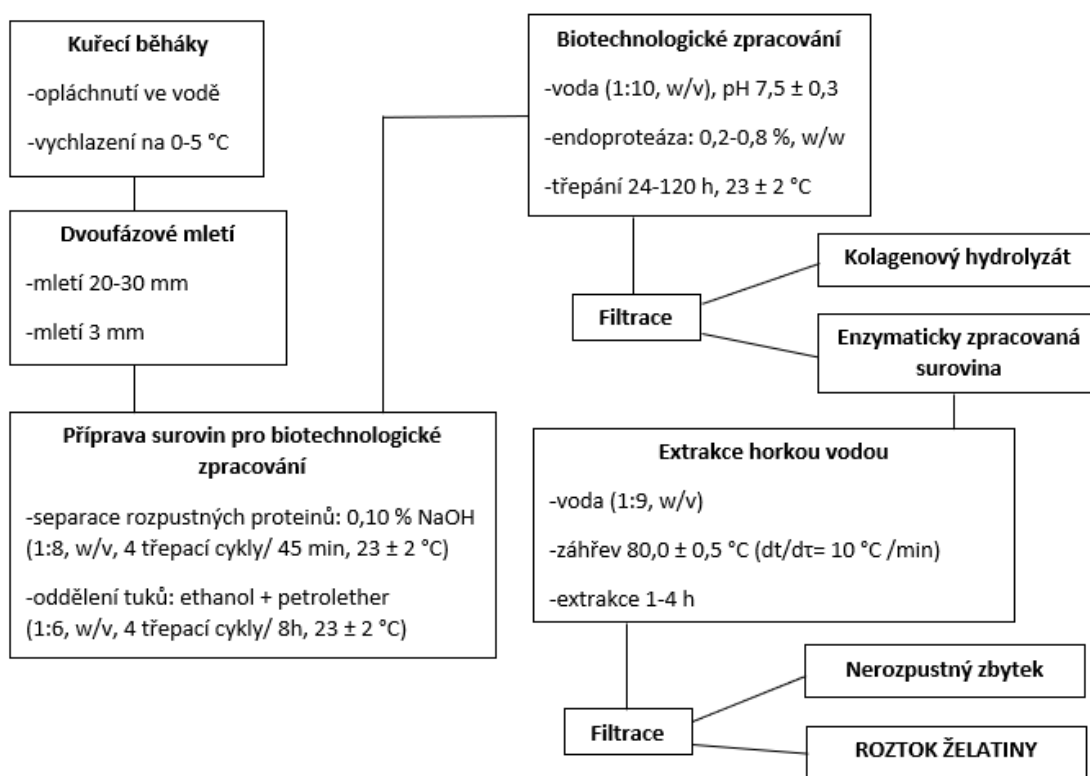 Kuřecí běháky
-opláchnutí ve vodě
-vychlazení na 0-5 °C
Dvoufázové mletí
-mletí 20-30 mm
-mletí 3 mm
Příprava surovin pro biotechnologické
zpracování
-separace rozpustných proteinů: 0,10 % NaOH
(1:8, w/v, 4 třepací cykly/ 45 min, 23 ± 2 °C)
-oddělení tuků: ethanol + petrolether
(1:6, w/v, 4 třepací cykly/ 8h, 23 ± 2 °C)
Biotechnologické zpracování
-voda (1:10, w/v), pH 7,5 ± 0,3
-endoproteáza: 0,2-0,8 %, w/w
-třepání 24-120 h, 23 ± 2 °C
Filtrace
Kolagenový hydrolyzát
Enzymaticky zpracovaná
surovina
Extrakce horkou vodou
-voda (1:9, w/v)
-záhřev 80,0 ± 0,5 °C (dt/dτ= 10 °C /min)
-extrakce 1-4 h
Filtrace
Nerozpustný zbytek
ROZTOK ŽELATINY